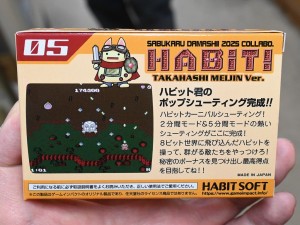 05
SABUKARU DAMASHI 2025 COLLABO.
HABIT!
TAKAHASHI MEIJIN Ver.
174000
ハビット君の
ポップシューティング完成!!
ハビットカーニバルシューティング!
2分間モード&5分間モードの熱い
シューティングがここに完成!
8ビット世界に飛び込んだハビットを
操って、群がる敵たちをやっつけろ!
秘密のボーナスを見つけ出し最高得点
を目指してね!!
MADE IN JAPAN
HABIT SOFT